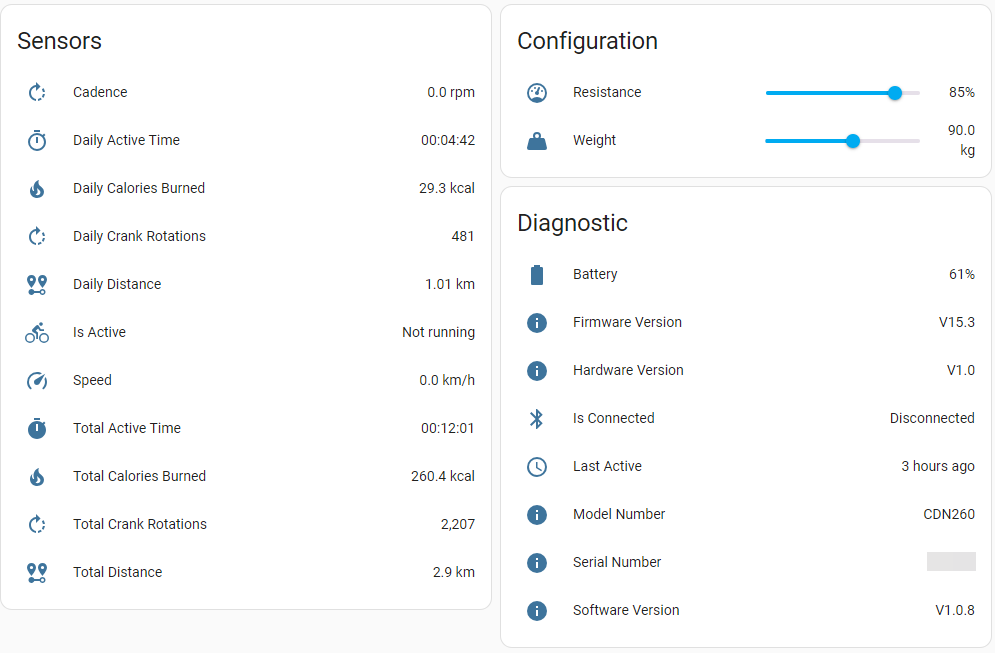 Sensors
Cadence 0.0 rpm
Daily Active Time 00:04:42
Daily Calories Burned 29.3 kcal
Daily Crank Rotations 481
Daily Distance 1.01 km
Is Active Not running
Speed 0.0 km/h
Total Active Time 00:12:01
Total Calories Burned 260.4 kcal
Total Crank Rotations 2,207
Total Distance 2.9 km
Configuration
Resistance 85%
Weight 90.0
kg
Diagnostic
Battery 61%
Firmware Version V15.3
Hardware Version V1.0
Is Connected Disconnected
Last Active 3 hours ago
Model Number CDN260
Serial Number
Software Version V1.0.8